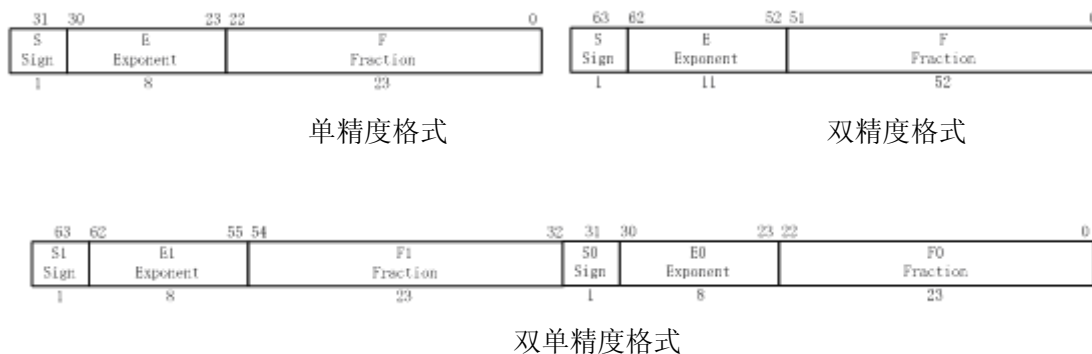 31 30 23 22 0
S E F
Sign Exponent Fraction
1 8 23
单精度格式
63 62 52 51
S E F
Sign Exponent Fraction
1 11 52
双精度格式
63 62 55 54 32 31 30 23 22 0
S1 E1 F1 S0 E0 F0
Sign Exponent Fraction Sign Exponent Fraction
1 8 23 1 8 23
双单精度格式